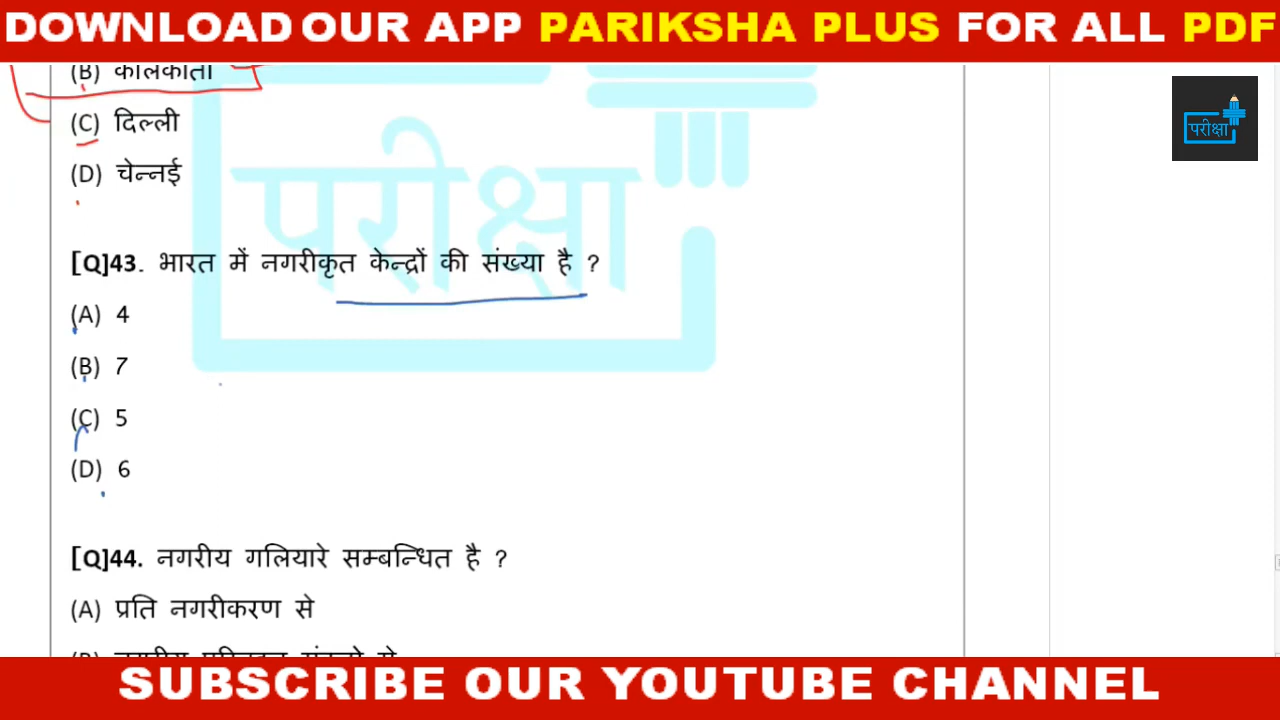 DOWNLOAD OUR APP PARIKSHA PLUS FOR ALL PDF
(B) कोलकाता
(C) दिल्ली
(D) चेन्नई
परीक्षा
परीक्षा
[Q]43. भारत में नगरीकृत केन्द्रों की संख्या है ?
(A) 4
(B) 7
(C) 5
(D) 6
[Q]44. नगरीय गलियारे सम्बन्धित है ?
(A) प्रति नगरीकरण से
SUBSCRIBE OUR YOUTUBE CHANNEL